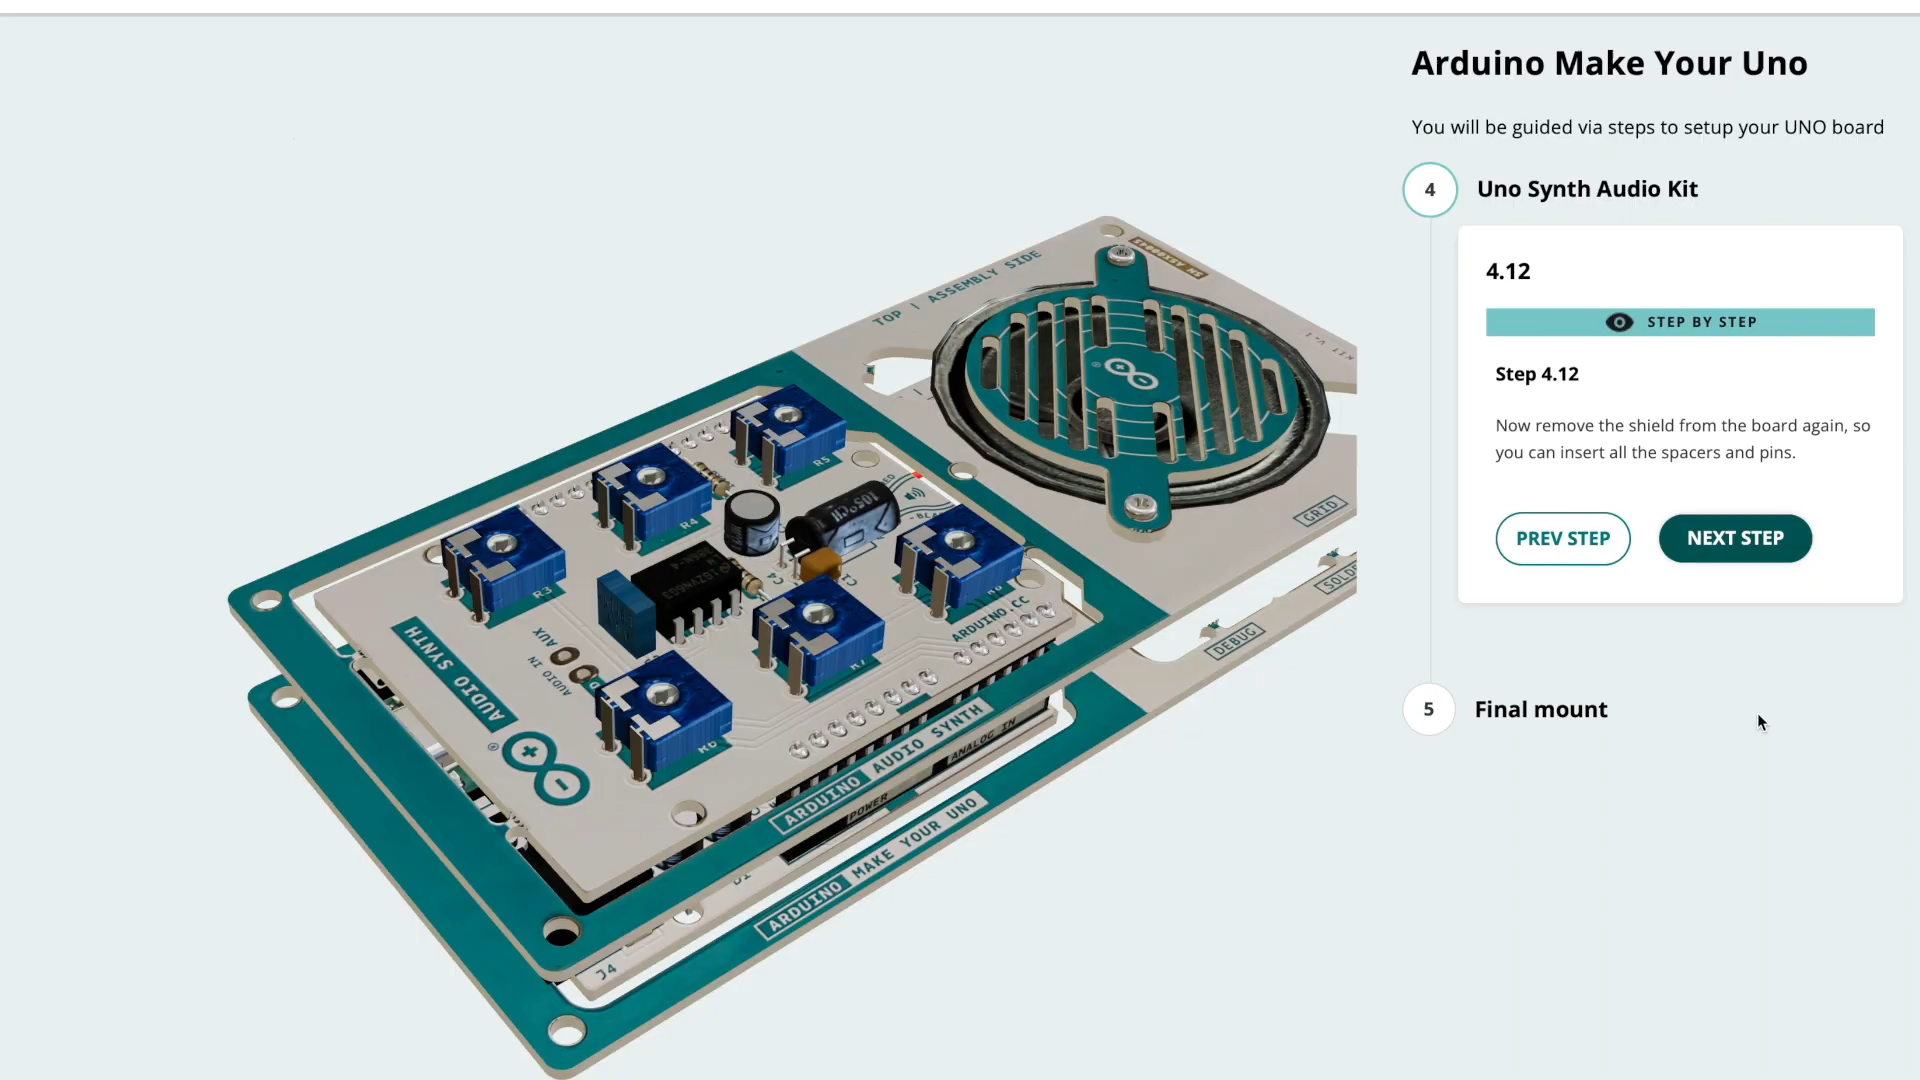 Arduino Make Your Uno
You will be guided via steps to setup your UNO board
4
Uno Synth Audio Kit
4.12
STEP BY STEP
Step 4.12
Now remove the shield from the board again, so
you can insert all the spacers and pins.
PREV STEP
NEXT STEP
5
Final mount
TOP | ASSEMBLY SIDE
GRID
DEBUG
R5
R4
R3
105°C
C4
C1
ARDUINO.CC
AUDIO SYNTH
AUX
AUDIO IN
ARDUINO AUDIO SYNTH
ANALOG IN
POWER
ARDUINO MAKE YOUR UNO
J4